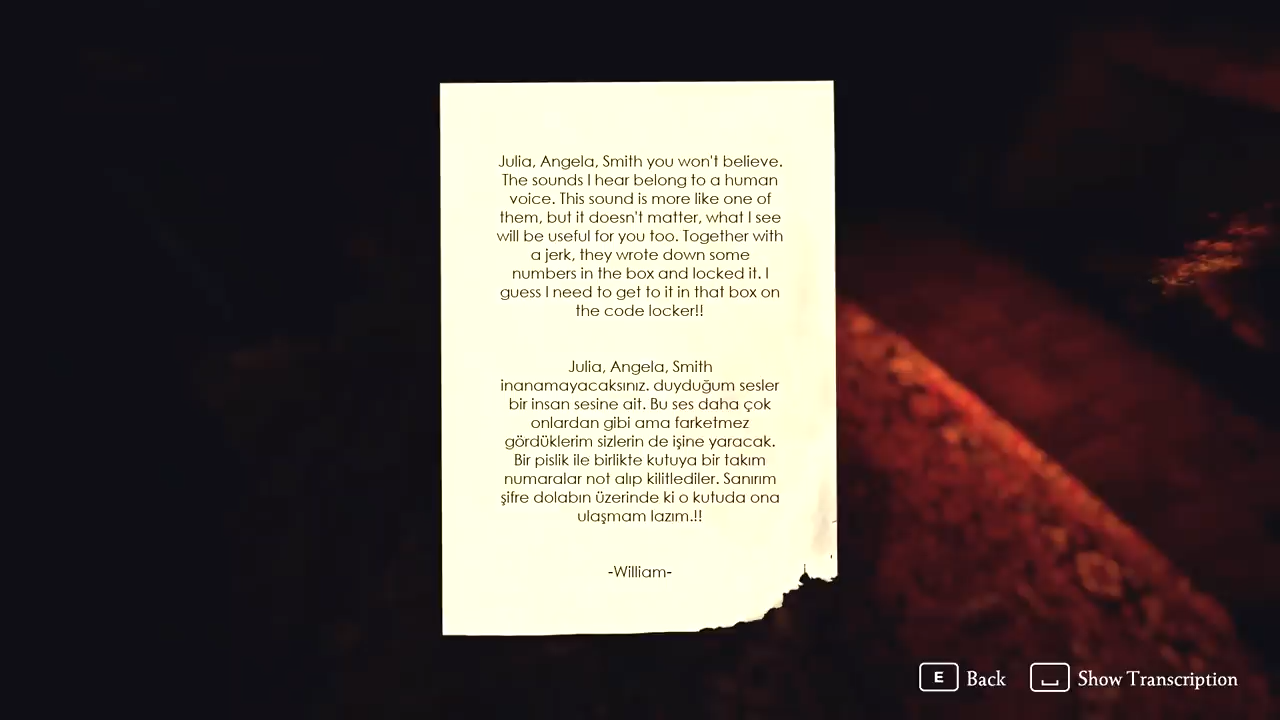 Julia, Angela, Smith you won't believe.
The sounds I hear belong to a human
voice. This sound is more like one of
them, but it doesn't matter, what I see
will be useful for you too. Together with
a jerk, they wrote down some
numbers in the box and locked it. I
guess I need to get to it in that box on
the code locker!!
Julia, Angela, Smith
inanamayacaksınız. duyduğum sesler
bir insan sesine ait. Bu ses daha çok
onlardan gibi ama farketmez
gördüklerim sizlerin de işine yaracak.
Bir pislik ile birlikte kutuya bir takım
numaralar not alıp kilitlediler. Sanırım
şifre dolabın üzerinde ki o kutuda ona
ulaşmam lazım.!!
-William-
E Back Show Transcription